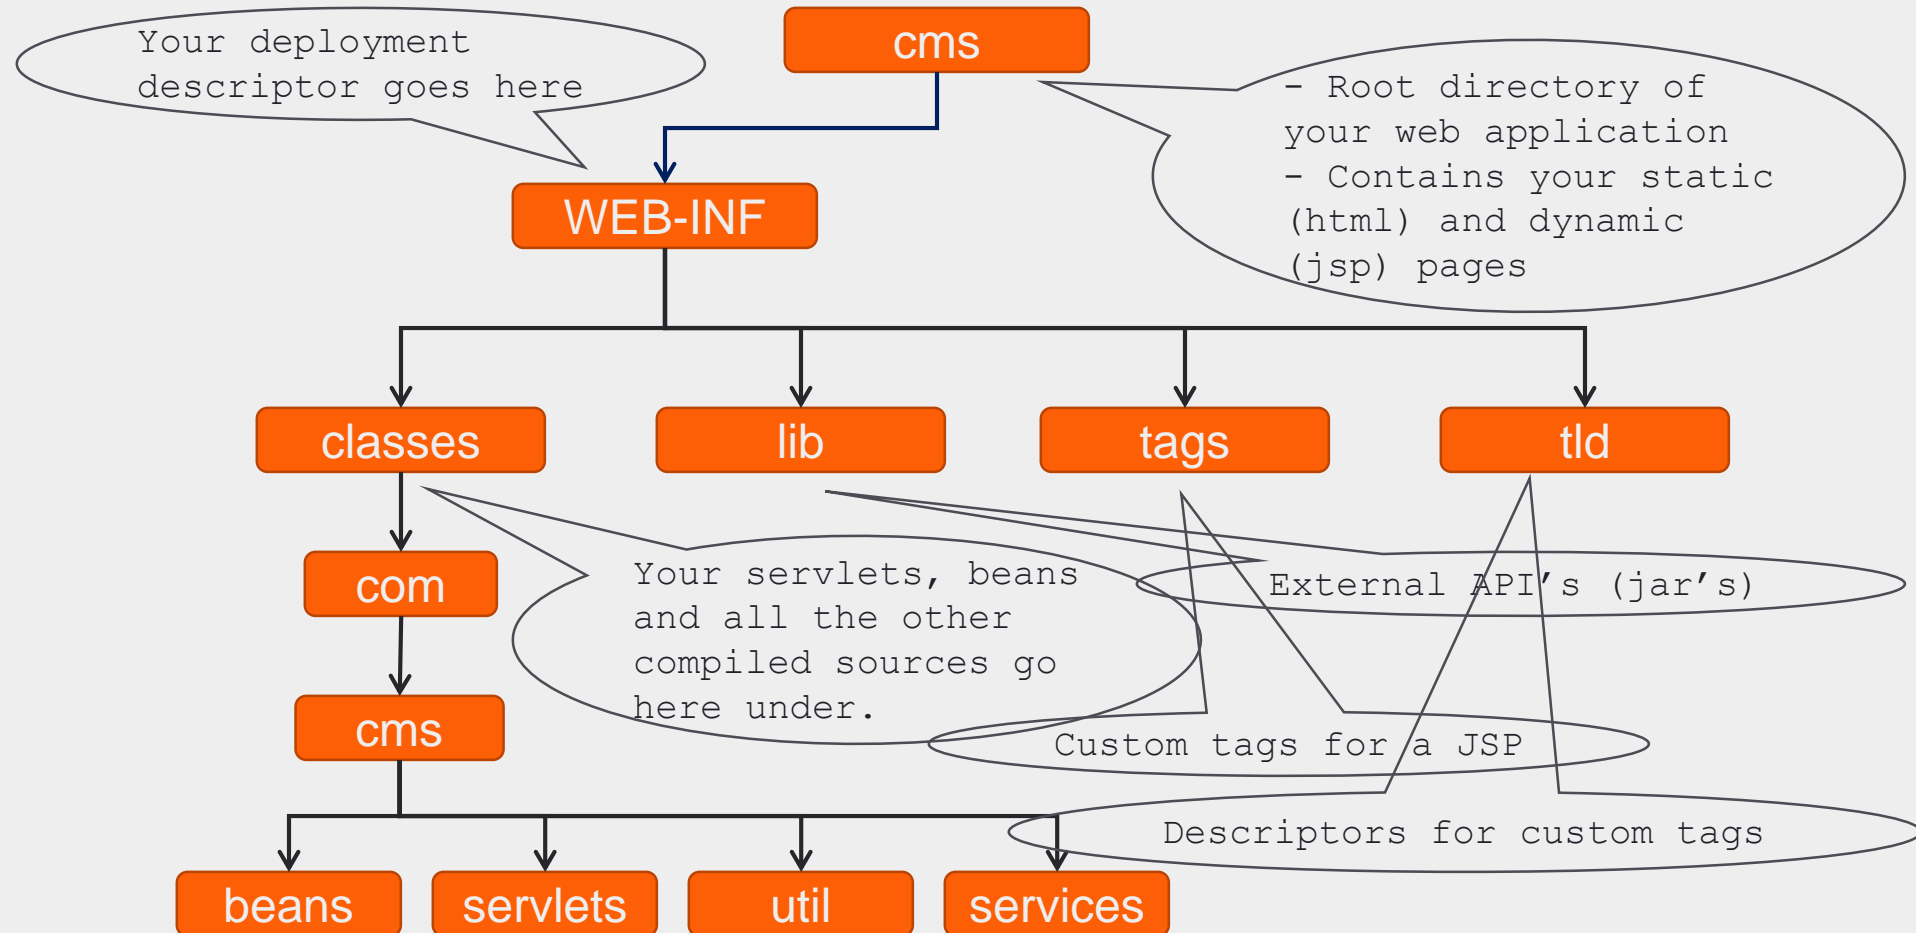 Your deployment
descriptor goes here
cms
- Root directory of
your web application
- Contains your static
(html) and dynamic
(jsp) pages
WEB-INF
classes
lib
tags
tld
com
Your servlets, beans
and all the other
compiled sources go
here under.
External API's (jar's)
cms
Custom tags for a JSP
Descriptors for custom tags
beans
servlets
util
services